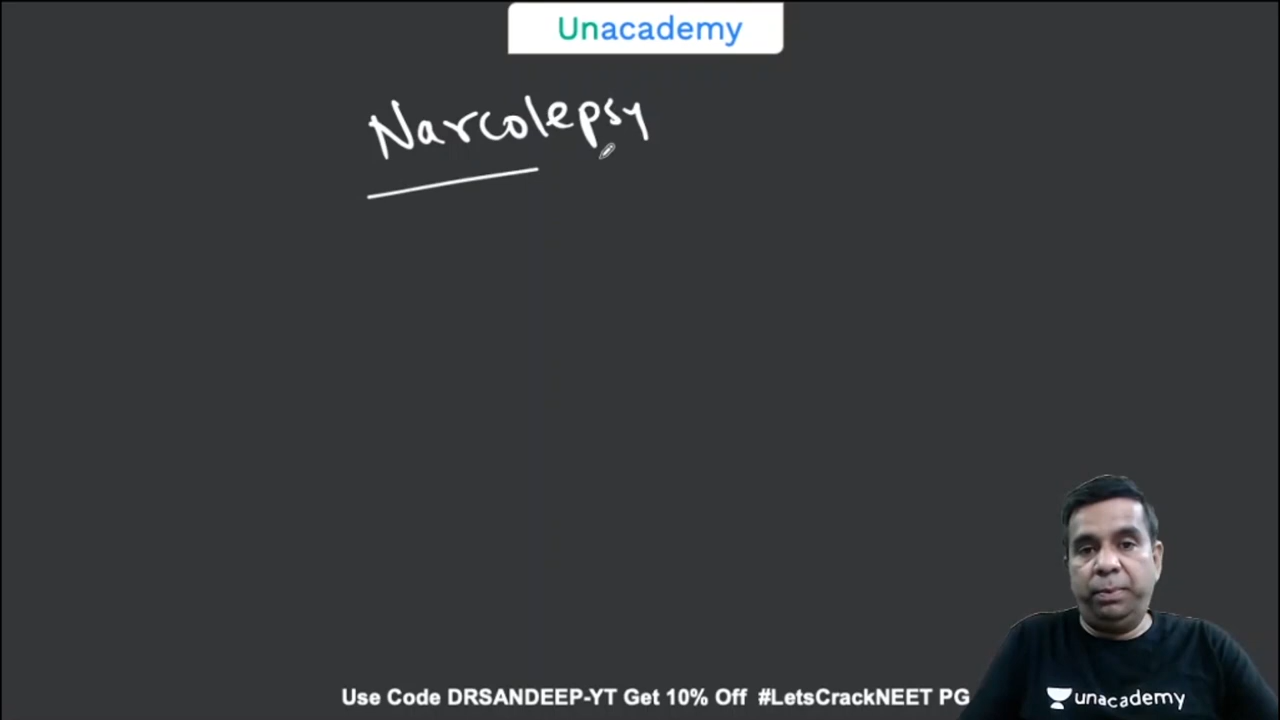 Unacademy
Narcolepsy
unacademy
Use Code DRSANDEEP-YT Get 10% Off #LetsCrackNEET PG